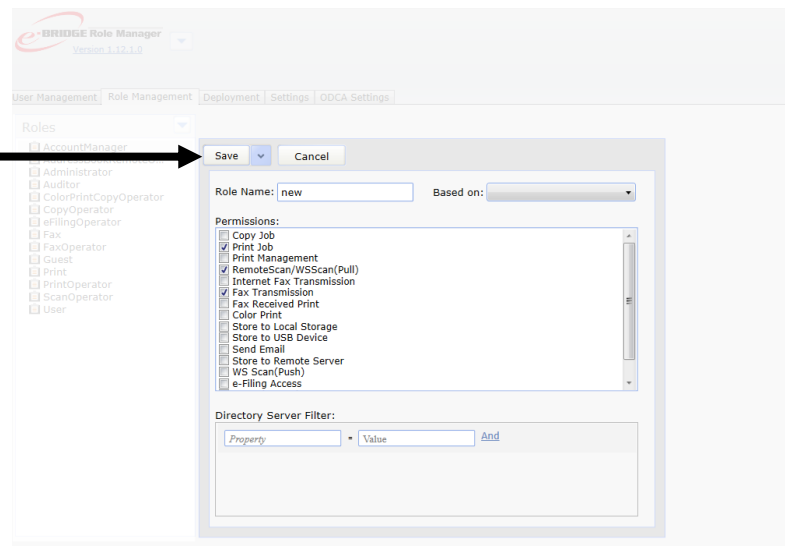 e-BRIDGE Role Manager
Version 1.12.1.0
User Management Role Management Deployment Settings ODCA Settings
Roles
AccountManager
Administrator
Auditor
ColorPrintCopyOperator
CopyOperator
eFilingOperator
Fax
FaxOperator
Guest
Print
PrintOperator
ScanOperator
User
Save Cancel
Role Name: new Based on:
Permissions:
Copy Job
Print Job
Print Management
RemoteScan/WSScan(Pull)
Internet Fax Transmission
Fax Transmission
Fax Received Print
Color Print
Store to Local Storage
Store to USB Device
Send Email
Store to Remote Server
WS Scan(Push)
e-Filing Access
Directory Server Filter:
Property = Value And